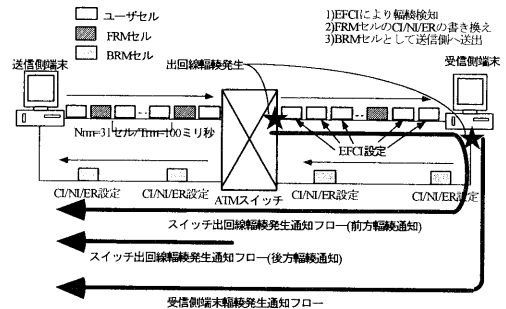 ユーザセル
FRMセル
BRMセル
1)EFCIにより輻輳検知
2)FRMセルのCI/NI/ERの書き換え
3)BRMセルとして送信側へ送出
送信側端末
出回線輻輳発生
受信側端末
Nrm=31セル/Trm=100ミリ秒
EFCI設定
CI/NI/ER設定
CI/NI/ER設定
ATMスイッチ
CI/NI/ER設定
CI/NI/ER設定
スイッチ出回線輻輳発生通知フロー(前方輻輳通知)
スイッチ出回線輻輳発生通知フロー(後方輻輳通知)
受信側端末輻輳発生通知フロー